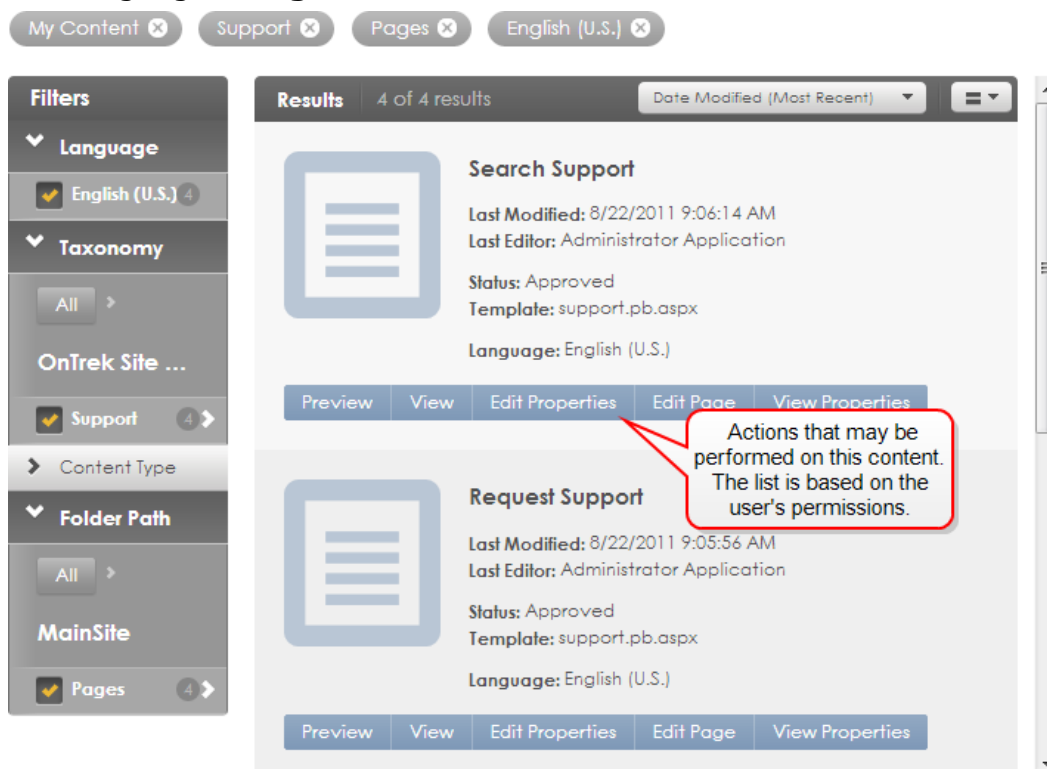 My Content
Support
Pages
English (U.S.)
Filters
Language
English (U.S.) 4
Taxonomy
All
OnTrek Site ...
Support 4
Content Type
Folder Path
All
MainSite
Pages 4
Results 4 of 4 results
Date Modified (Most Recent)
Search Support
Last Modified: 8/22/2011 9:06:14 AM
Last Editor: Administrator Application
Status: Approved
Template: support.pb.aspx
Language: English (U.S.)
Preview View Edit Properties Edit Page View Properties
Actions that may be
performed on this content.
The list is based on the
user's permissions.
Request Support
Last Modified: 8/22/2011 9:05:56 AM
Last Editor: Administrator Application
Status: Approved
Template: support.pb.aspx
Language: English (U.S.)
Preview View Edit Properties Edit Page View Properties